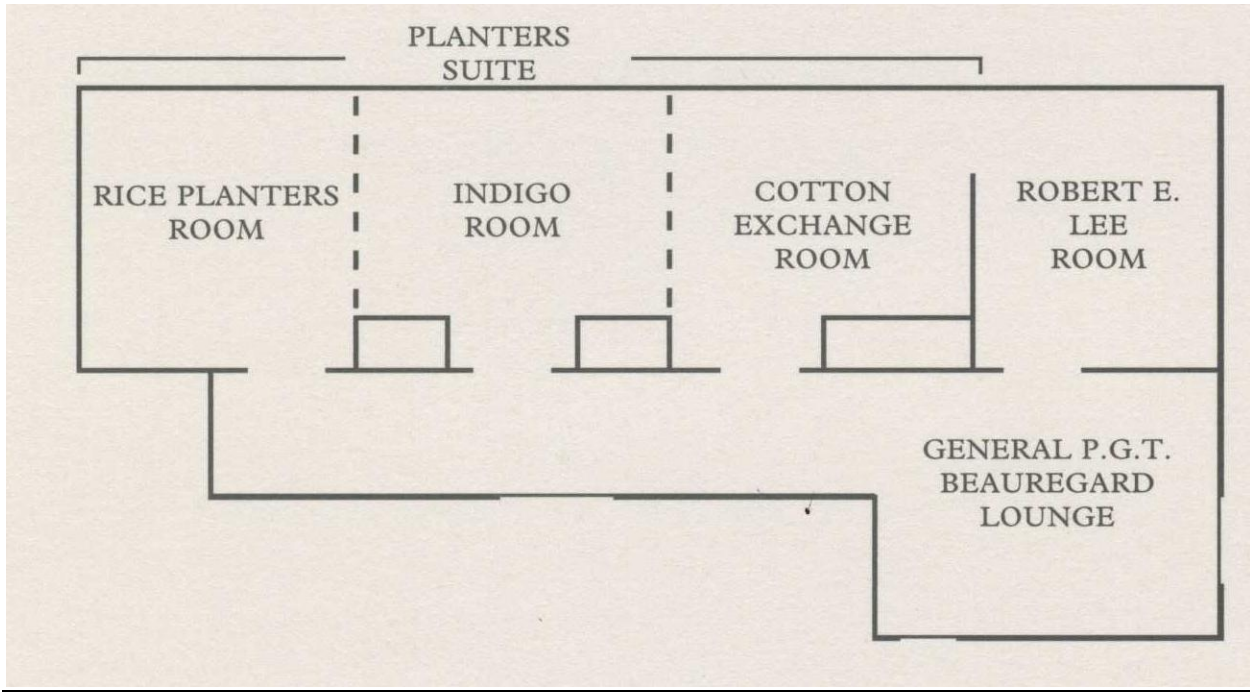 PLANTERS
SUITE
RICE PLANTERS
ROOM
INDIGO
ROOM
COTTON
EXCHANGE
ROOM
ROBERT E.
LEE
ROOM
GENERAL P.G.T.
BEAUREGARD
LOUNGE